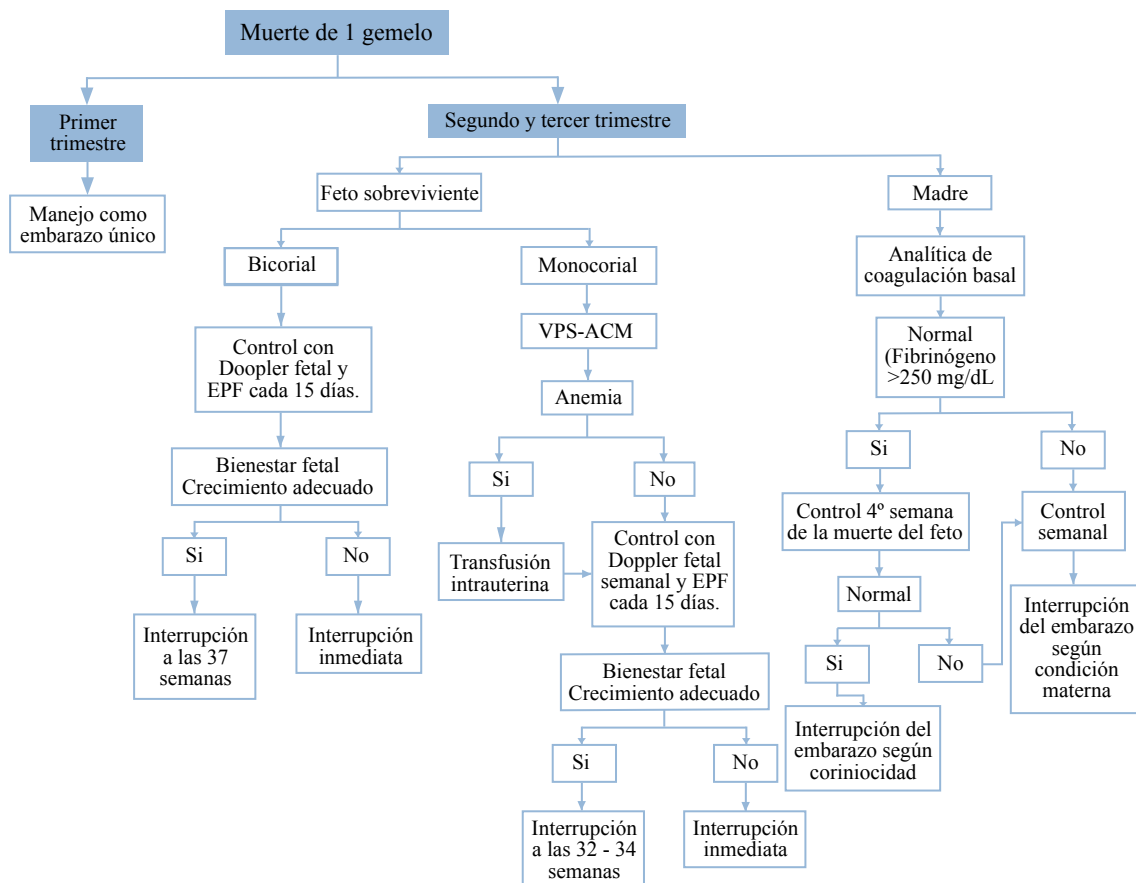 Muerte de 1 gemelo
Primer
trimestre
Segundo y tercer trimestre
Manejo como
embarazo único
Feto sobreviviente
Madre
Bicorial
Monocorial
Analítica de
coagulación basal
VPS-ACM
Control con
Doopler fetal y
EPF cada 15 días.
Normal
(Fibrinógeno
>250 mg/dL
Anemia
Bienestar fetal
Crecimiento adecuado
Si
No
Si
No
Si
No
Control 4º semana
de la muerte del feto
Control
semanal
Transfusión
intrauterina
Control con
Doppler fetal
semanal y EPF
cada 15 días.
Normal
Interrupción
a las 37
semanas
Interrupción
inmediata
Interrupción
del embarazo
según
condición
materna
Si
No
Bienestar fetal
Crecimiento adecuado
Interrupción del
embarazo según
coriniocidad
Si
No
Interrupción
a las 32 - 34
semanas
Interrupción
inmediata